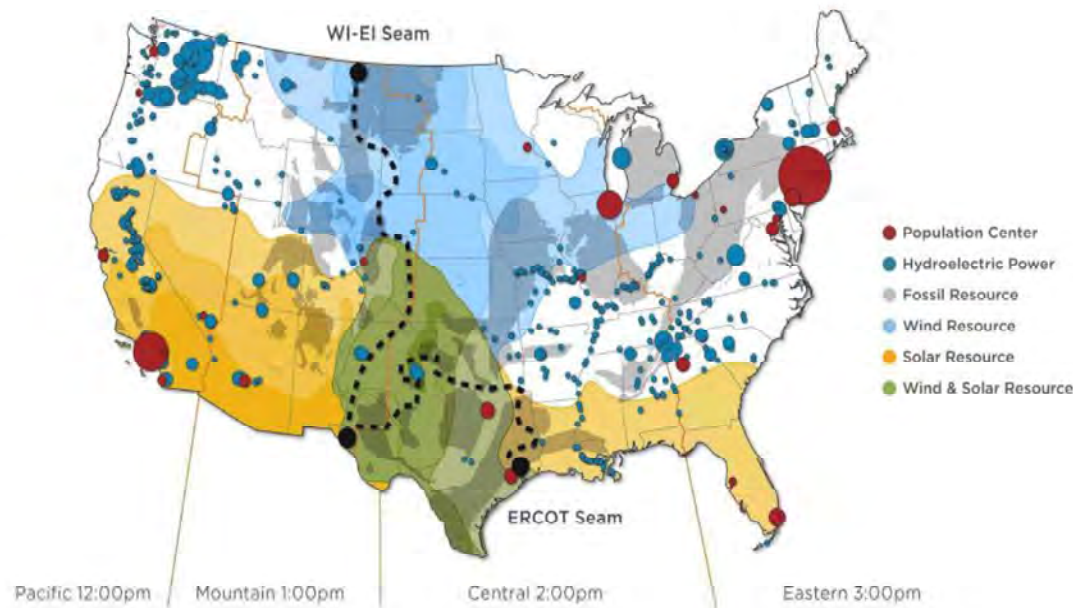 WI-EI Seam
Population Center
Hydroelectric Power
Fossil Resource
Wind Resource
Solar Resource
Wind & Solar Resource
ERCOT Seam
Pacific 12:00pm
Mountain 1:00pm
Central 2:00pm
Eastern 3:00pm